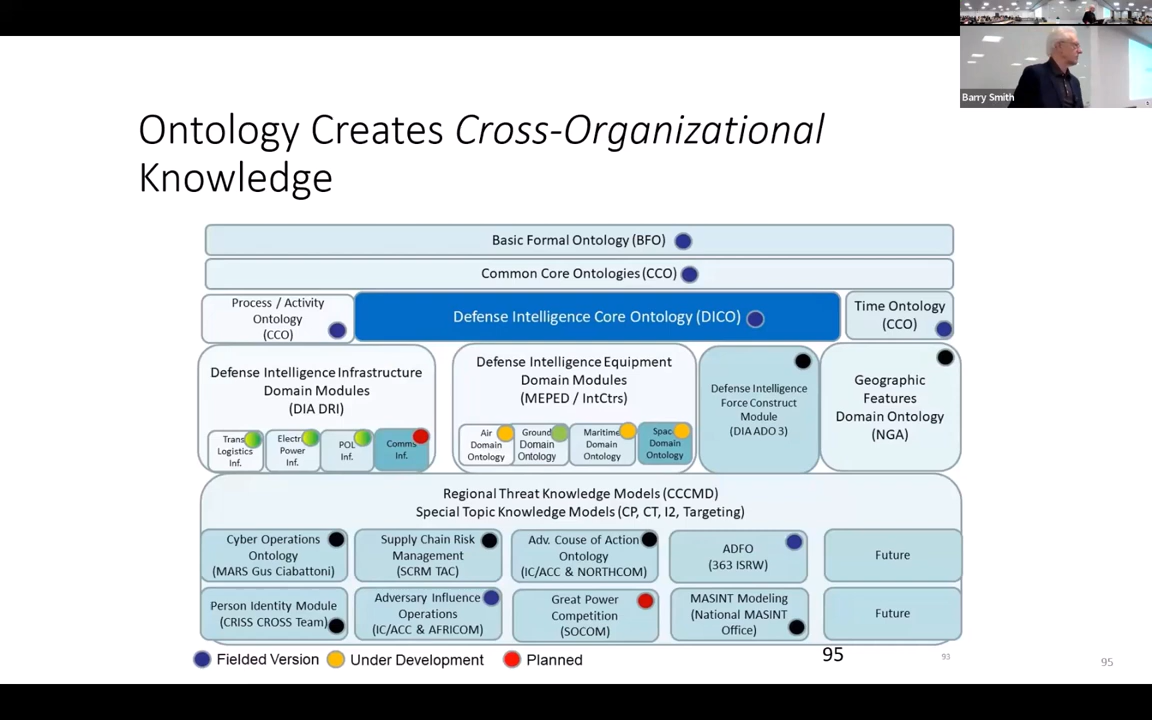 Barry Smith
Ontology Creates Cross-Organizational
Knowledge
Basic Formal Ontology (BFO)
Common Core Ontologies (CCO)
Process / Activity
Ontology
(CCO)
Defense Intelligence Core Ontology (DICO)
Time Ontology
(CCO)
Defense Intelligence Infrastructure
Domain Modules
(DIA DRI)
Trans
Logistics
Inf.
Electr
Power
Inf.
POL
Inf.
Comms
Inf.
Defense Intelligence Equipment
Domain Modules
(MEPED / IntCtrs)
Air
Domain
Ontology
Ground
Domain
Ontology
Maritime
Domain
Ontology
Spac
Domain
Ontology
Defense Intelligence
Force Construct
Module
(DIA ADO 3)
Geographic
Features
Domain Ontology
(NGA)
Regional Threat Knowledge Models (CCCMD)
Special Topic Knowledge Models (CP, CT, I2, Targeting)
Cyber Operations
Ontology
(MARS Gus Ciabattoni)
Supply Chain Risk
Management
(SCRM TAC)
Adv. Couse of Action
Ontology
(IC/ACC & NORTHCOM)
ADFO
(363 ISRW)
Future
Person Identity Module
(CRISS CROSS Team)
Adversary Influence
Operations
(IC/ACC & AFRICOM)
Great Power
Competition
(SOCOM)
MASINT Modeling
(National MASINT
Office)
Future
Fielded Version
Under Development
Planned
95
93
95